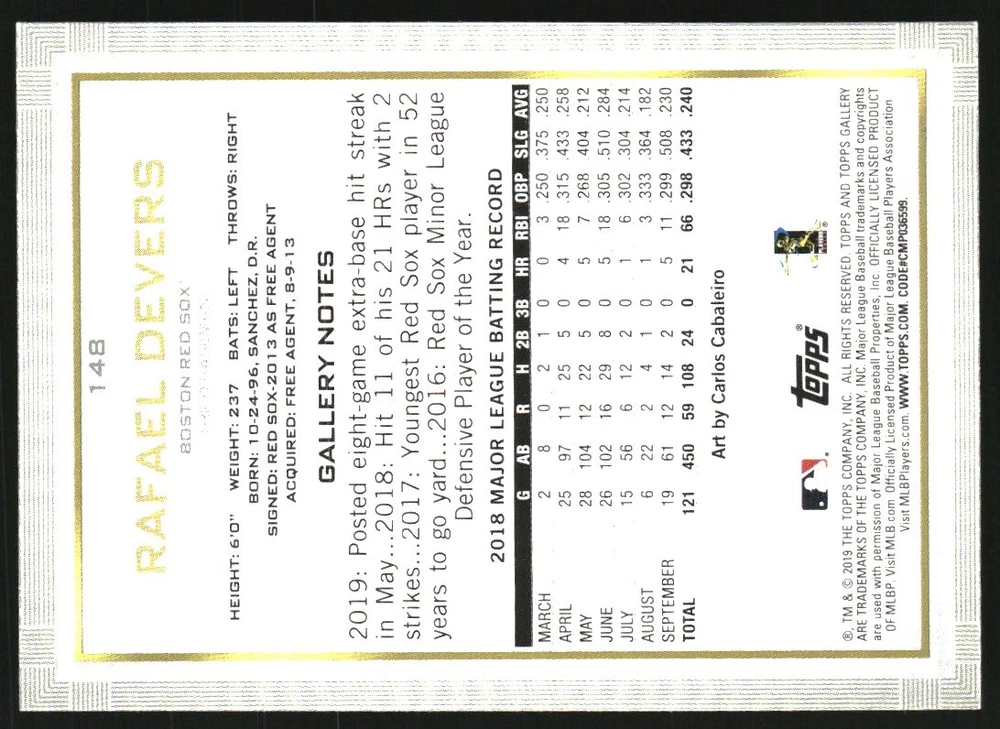 148
RAFAEL DEVERS
BOSTON RED SOX®
HEIGHT: 6'0" WEIGHT: 237 BATS: LEFT THROWS: RIGHT
BORN: 10-24-96, SANCHEZ, D.R.
SIGNED: RED SOX-2013 AS FREE AGENT
ACQUIRED: FREE AGENT, 8-9-13
GALLERY NOTES
2019: Posted eight-game extra-base hit streak
in May...2018: Hit 11 of his 21 HRs with 2
strikes...2017: Youngest Red Sox player in 52
years to go yard...2016: Red Sox Minor League
Defensive Player of the Year.
2018 MAJOR LEAGUE BATTING RECORD
G AB R H 2B 3B HR RBI OBP SLG AVG
MARCH 2 8 0 2 1 0 0 3 .250 .375 .250
APRIL 25 97 11 25 5 0 4 18 .315 .433 .258
MAY 28 104 12 22 5 0 5 7 .268 .404 .212
JUNE 26 102 16 29 8 0 5 18 .305 .510 .284
JULY 15 56 6 12 2 0 1 6 .302 .304 .214
AUGUST 6 22 2 4 1 0 1 3 .333 .364 .182
SEPTEMBER 19 61 12 14 2 0 5 11 .299 .508 .230
TOTAL 121 450 59 108 24 0 21 66 .298 .433 .240
Art by Carlos Cabaleiro
topps®
®, TM & © 2019 THE TOPPS COMPANY, INC. ALL RIGHTS RESERVED. TOPPS AND TOPPS GALLERY
ARE TRADEMARKS OF THE TOPPS COMPANY, INC. Major League Baseball trademarks and copyrights
are used with permission of Major League Baseball Properties, Inc. OFFICIALLY LICENSED PRODUCT
OF MLBP. Visit MLB.com Officially Licensed Product of Major League Baseball Players Association
Visit MLBPlayers.com. WWW.TOPPS.COM. CODE#CMP036599.